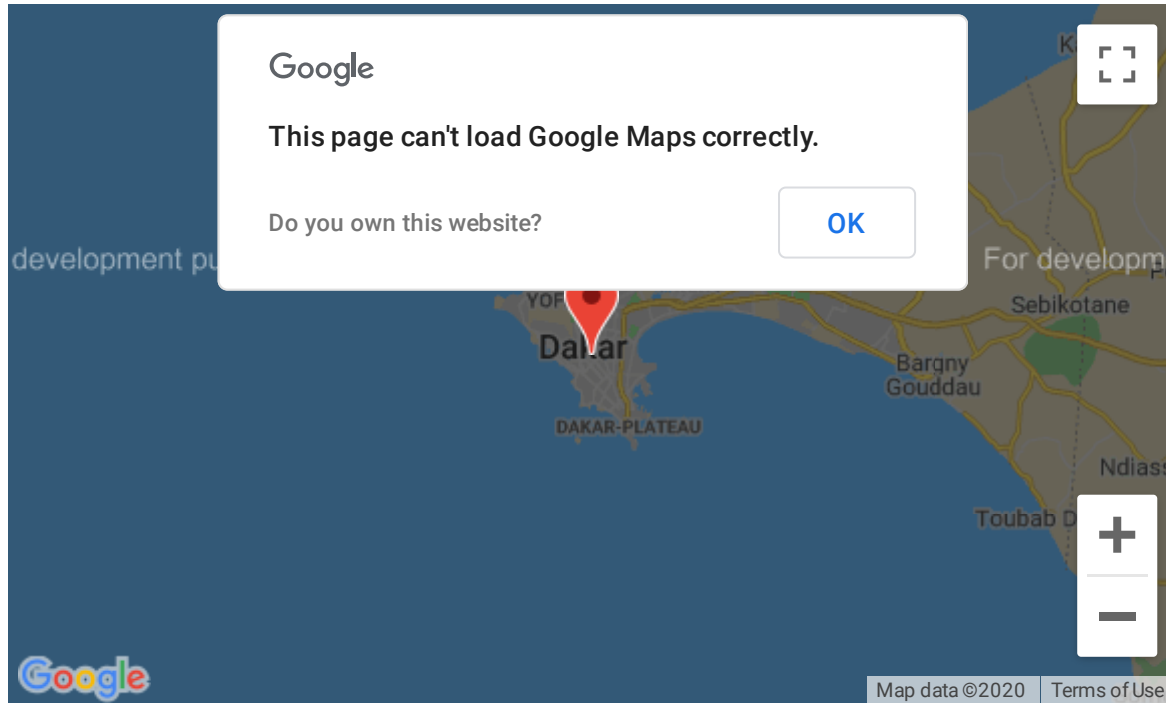 Google
This page can't load Google Maps correctly.
Do you own this website?
OK
development
For
Sebikotane
Dakar
Bargny
Gouddau
DAKAR-PLATEAU
Toubab
Google
Map data ©2020
Terms of Use